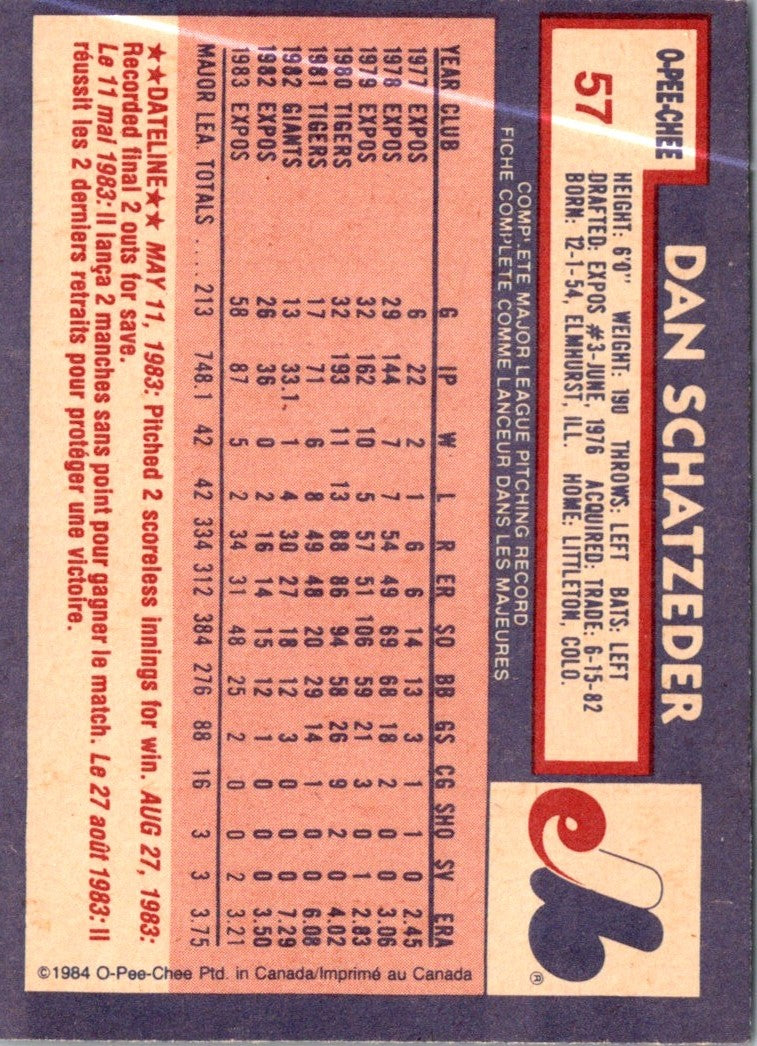 O-PEE-CHEE
57
DAN SCHATZEDER
HEIGHT: 6'0" WEIGHT: 190 THROWS: LEFT BATS: LEFT
DRAFTED: EXPOS #3-JUNE, 1976 ACQUIRED: TRADE: 6-15-82
BORN: 12-1-54, ELMHURST, ILL. HOME: LITTLETON, COLO.
COMPLETE MAJOR LEAGUE PITCHING RECORD
FICHE COMPLETE COMME LANCEUR DANS LES MAJEURES
YEAR CLUB G IP W L R ER SO BB GS CG SHO SV ERA
1977 EXPOS 6 22 2 1 6 6 14 13 3 1 1 0 2.45
1978 EXPOS 29 144 7 7 54 49 69 68 18 2 0 0 3.06
1979 EXPOS 32 162 10 5 57 51 106 59 21 3 0 1 2.83
1980 TIGERS 32 193 11 13 88 86 94 58 26 9 2 0 4.02
1981 TIGERS 17 71 6 8 49 48 20 29 14 1 0 0 6.08
1982 GIANTS 13 33.1 1 4 30 27 18 12 3 0 0 0 7.29
1982 EXPOS 26 36 0 2 16 14 15 12 1 0 0 0 3.50
1983 EXPOS 58 87 5 2 34 31 48 25 2 0 0 2 3.21
MAJOR LEA. TOTALS .... 213 748.1 42 42 334 312 384 276 88 16 3 3 3.75
★★DATELINE★★ MAY 11, 1983: Pitched 2 scoreless innings for win. AUG 27, 1983:
Recorded final 2 outs for save.
Le 11 mai 1983: Il lança 2 manches sans point pour gagner le match. Le 27 août 1983: Il
réussit les 2 derniers retraits pour protéger une victoire.
©1984 O-Pee-Chee Ptd. in Canada/Imprimé au Canada
®